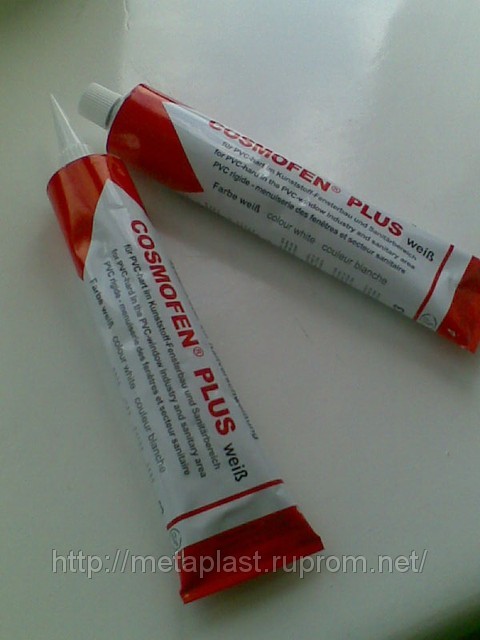 COSMOFEN® PLUS weiß
für PVC-hart im Kunststoff-Fensterbau und Sanitärbereich
for PVC-hard in the PVC-window industry and sanitary area
PVC rigide - menuiserie des fenêtres et secteur sanitaire
Farbe weiß colour white couleur blanche
COSMOFEN® PLUS weiß
für PVC-hart im Kunststoff-Fensterbau und Sanitärbereich
for PVC-hard in the PVC-window industry and sanitary area
PVC rigide - menuiserie des fenêtres et secteur sanitaire
Farbe weiß colour white couleur blanche
http://metaplast.ruprom.net/